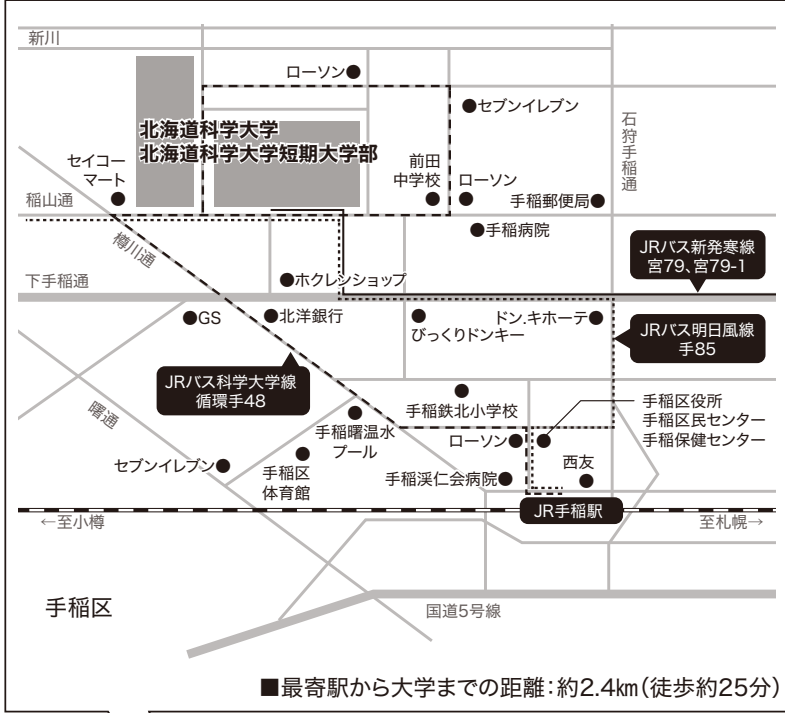 新川
ローソン
セブンイレブン
石狩手稲通
北海道科学大学
北海道科学大学短期大学部
セイコー
マート
前田
中学校
ローソン
手稲郵便局
稲山通
手稲病院
樽川通
JRバス新発寒線
宮79、宮79-1
下手稲通
ホクレンショップ
GS
北洋銀行
びっくりドンキー
ドン.キホーテ
JRバス明日風線
手85
JRバス科学大学線
循環手48
曙通
手稲鉄北小学校
手稲区役所
手稲区民センター
手稲保健センター
手稲曙温水
プール
ローソン
セブンイレブン
手稲区
体育館
手稲渓仁会病院
西友
JR手稲駅
←至小樽
至札幌→
手稲区
国道5号線
■最寄駅から大学までの距離：約2.4km（徒歩約25分）